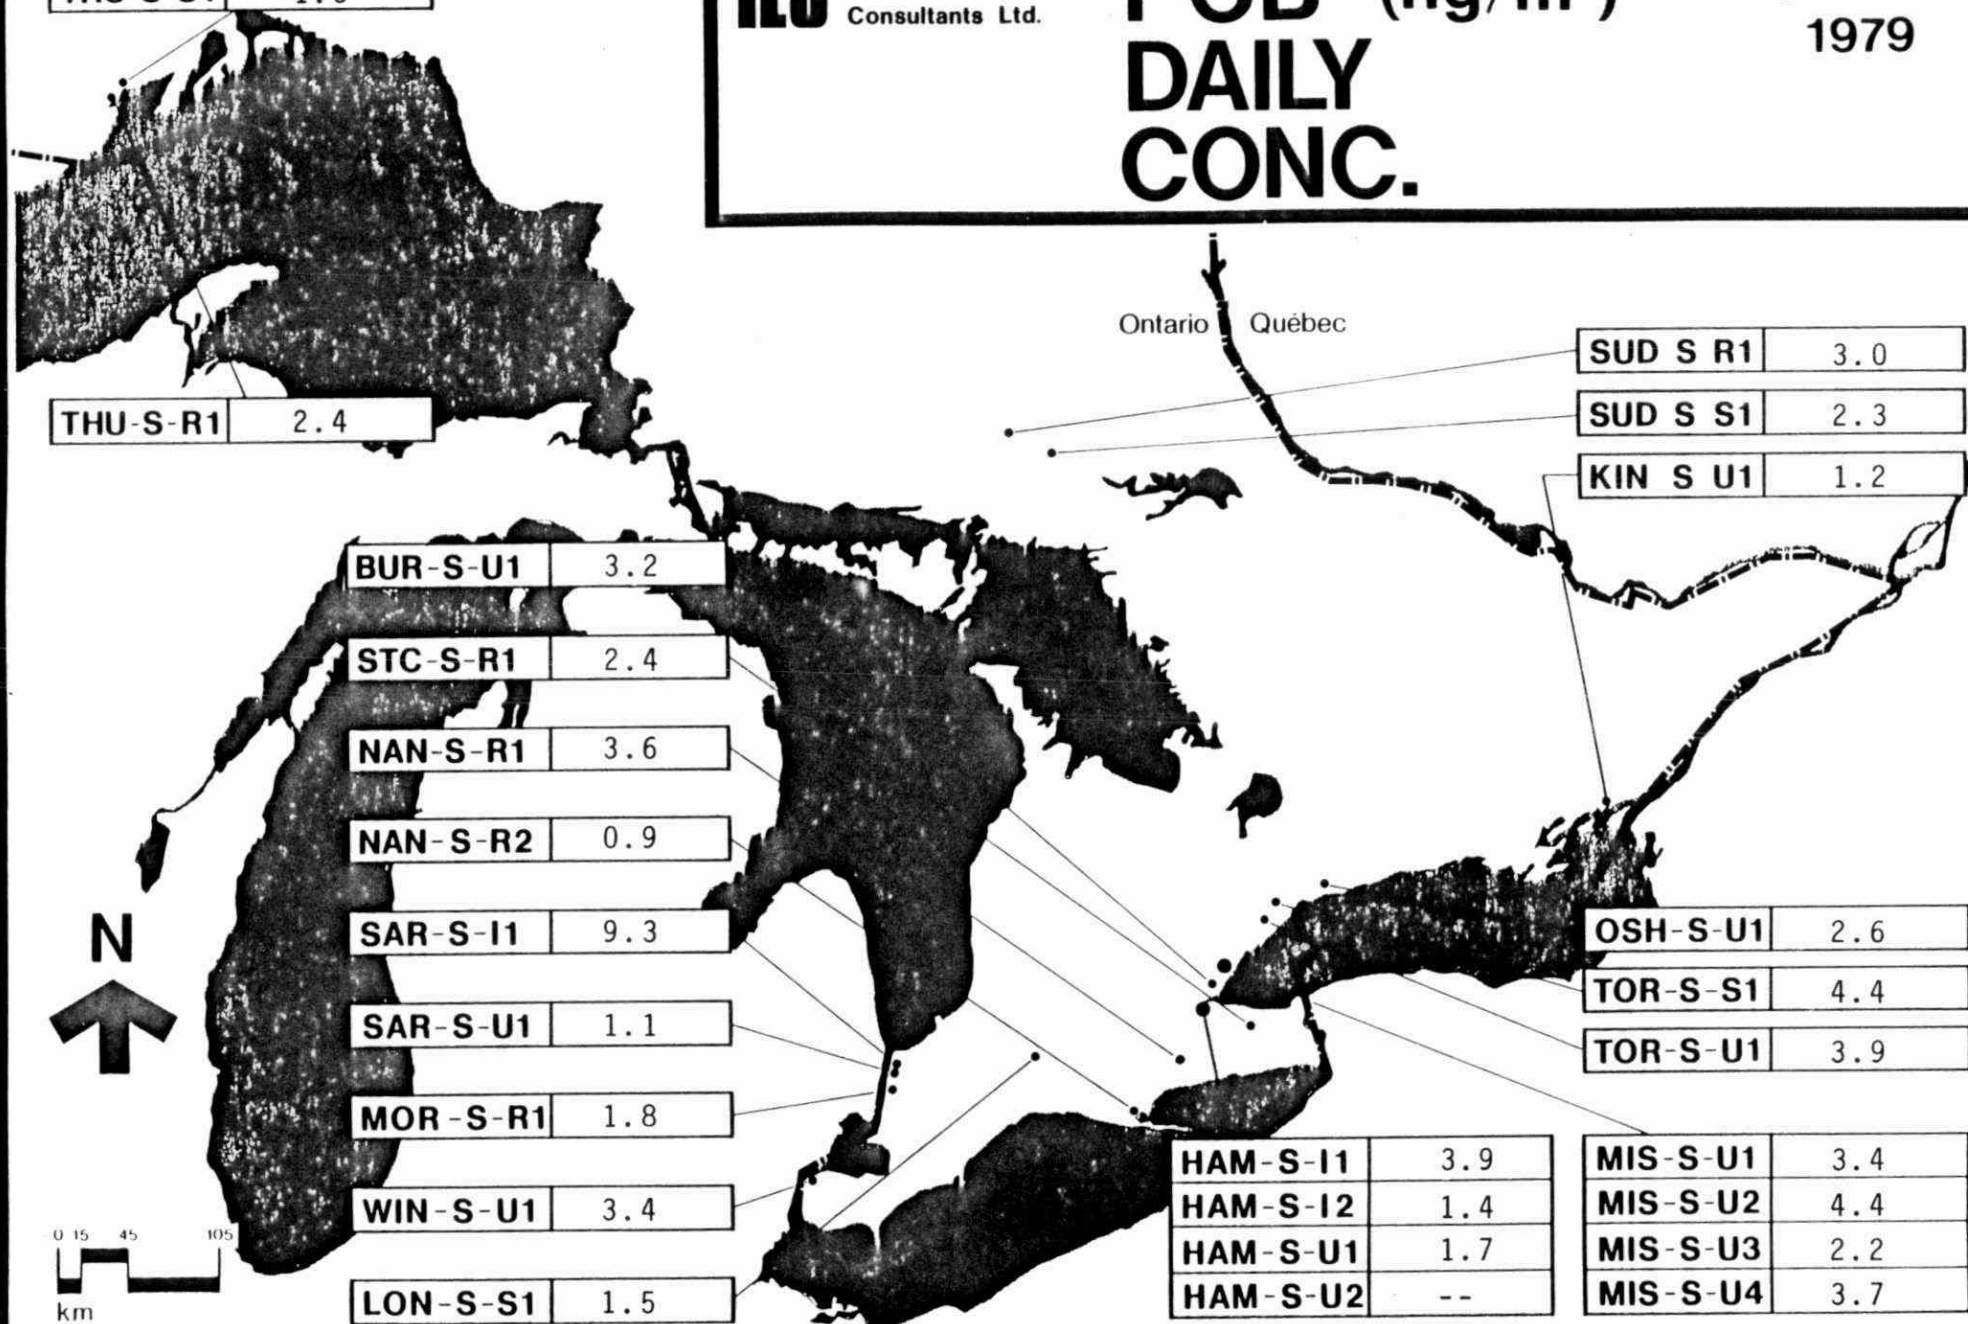 Consultants Ltd.
1979
DAILY
CONC.
Ontario Québec
SUD S R1 3.0
SUD S S1 2.3
KIN S U1 1.2
THU-S-R1 2.4
BUR-S-U1 3.2
STC-S-R1 2.4
NAN-S-R1 3.6
NAN-S-R2 0.9
SAR-S-I1 9.3
SAR-S-U1 1.1
MOR-S-R1 1.8
WIN-S-U1 3.4
LON-S-S1 1.5
N
0 15 45 105
km
OSH-S-U1 2.6
TOR-S-S1 4.4
TOR-S-U1 3.9
HAM-S-I1 3.9
HAM-S-I2 1.4
HAM-S-U1 1.7
HAM-S-U2 --
MIS-S-U1 3.4
MIS-S-U2 4.4
MIS-S-U3 2.2
MIS-S-U4 3.7